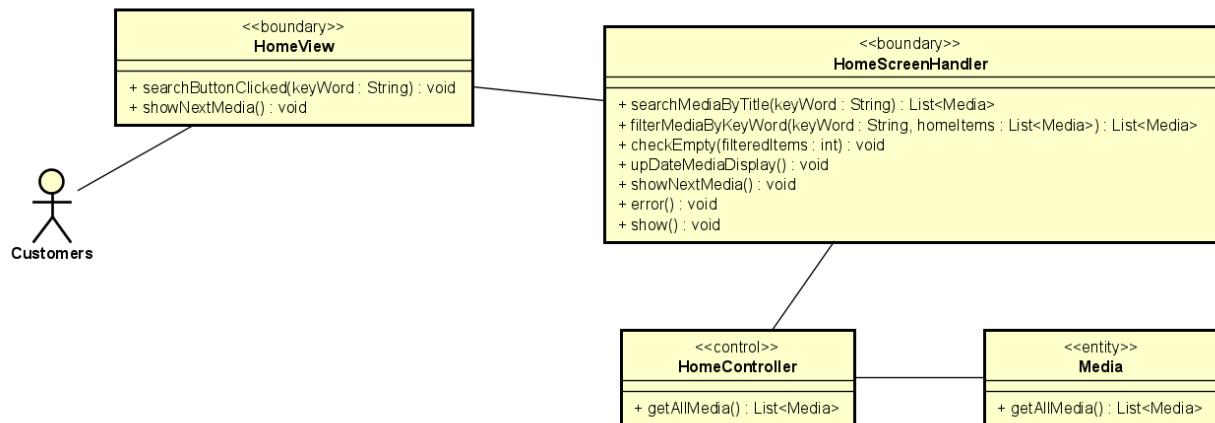 <<boundary>>
HomeView
+ searchButtonClicked(keyWord : String) : void
+ showNextMedia() : void
<<boundary>>
HomeScreenHandler
+ searchMediaByTitle(keyWord : String) : List<Media>
+ filterMediaByKeyWord(keyWord : String, homeItems : List<Media>) : List<Media>
+ checkEmpty(filteredItems : int) : void
+ upDateMediaDisplay() : void
+ showNextMedia() : void
+ error() : void
+ show() : void
Customers
<<control>>
HomeController
+ getAllMedia() : List<Media>
<<entity>>
Media
+ getAllMedia() : List<Media>